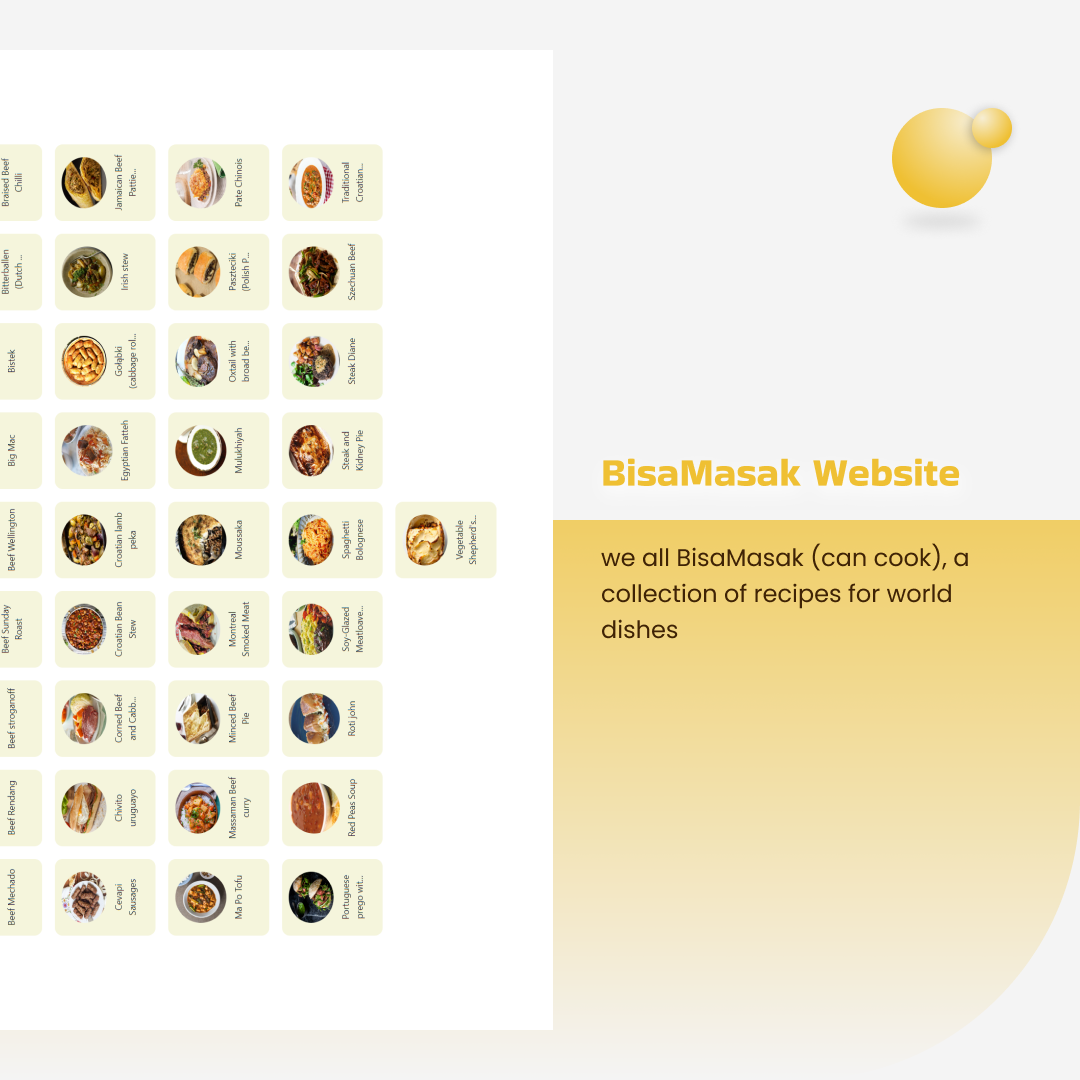 Beef Mechado
Beef Rendang
Beef stroganoff
Beef Sunday
Roast
Beef Wellington
Big Mac
Bistek
Bitterballen
(Dutch ...
Braised Beef
Chilli
Cevapi
Sausages
Chivito
uruguayo
Corned Beef
and Cabb...
Croatian Bean
Stew
Croatian lamb
peka
Egyptian Fatteh
Gołąbki
(cabbage rol...
Irish stew
Jamaican Beef
Pattie...
Ma Po Tofu
Massaman Beef
curry
Minced Beef
Pie
Montreal
Smoked Meat
Moussaka
Mulukhiyah
Oxtail with
broad be...
Paszteciki
(Polish P...
Pate Chinois
Portuguese
prego wit...
Red Peas Soup
Roti john
Soy-Glazed
Meatloave...
Spaghetti
Bolognese
Steak and
Kidney Pie
Steak Diane
Szechuan Beef
Traditional
Croatian...
Vegetable
Shepherd's...
BisaMasak Website
we all BisaMasak (can cook), a
collection of recipes for world
dishes